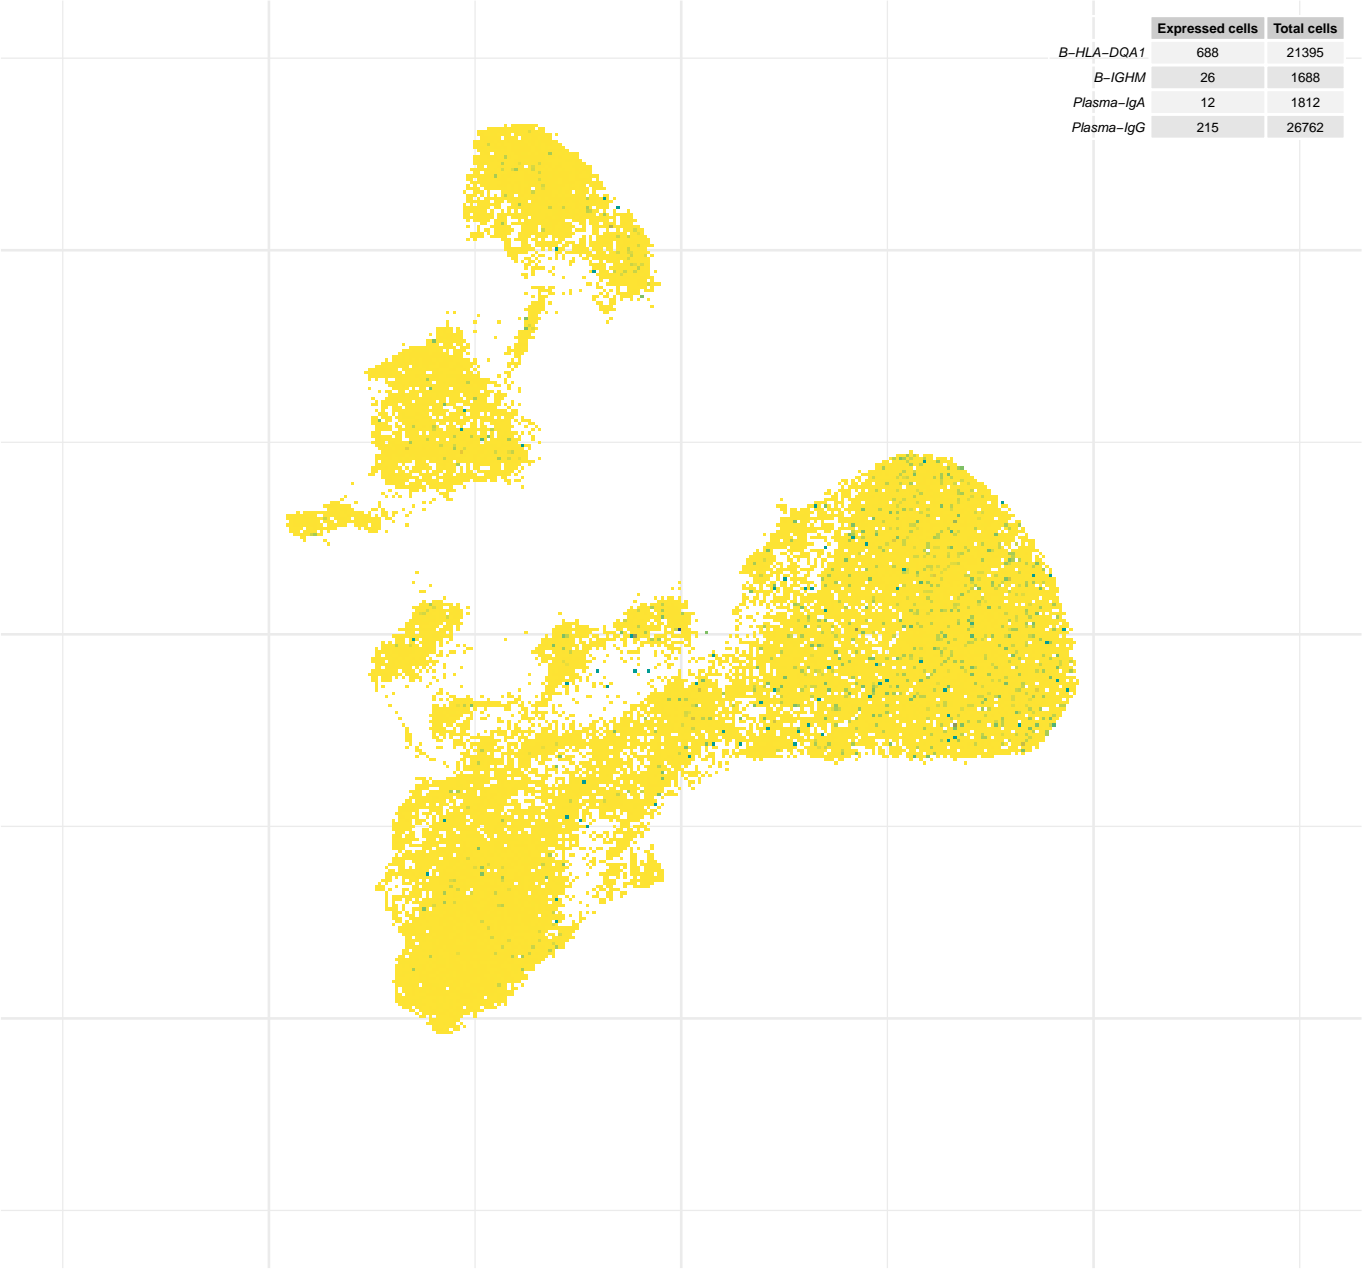 Expressed cells Total cells
B−HLA−DQA1 688 21395
B−IGHM 26 1688
Plasma−IgA 12 1812
Plasma−IgG 215 26762